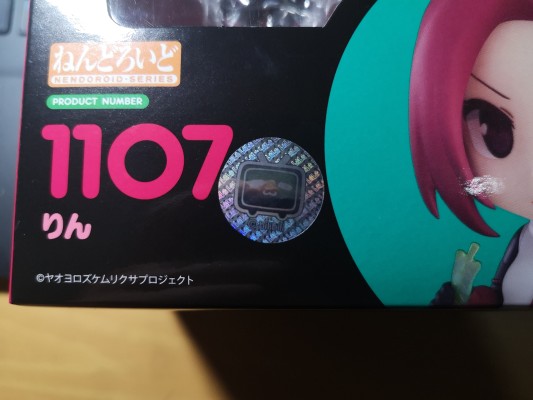 ねんどろいど
NENDOROID・SERIES
PRODUCT NUMBER
1107
りん
©ヤオヨロズケムリクサプロジェクト